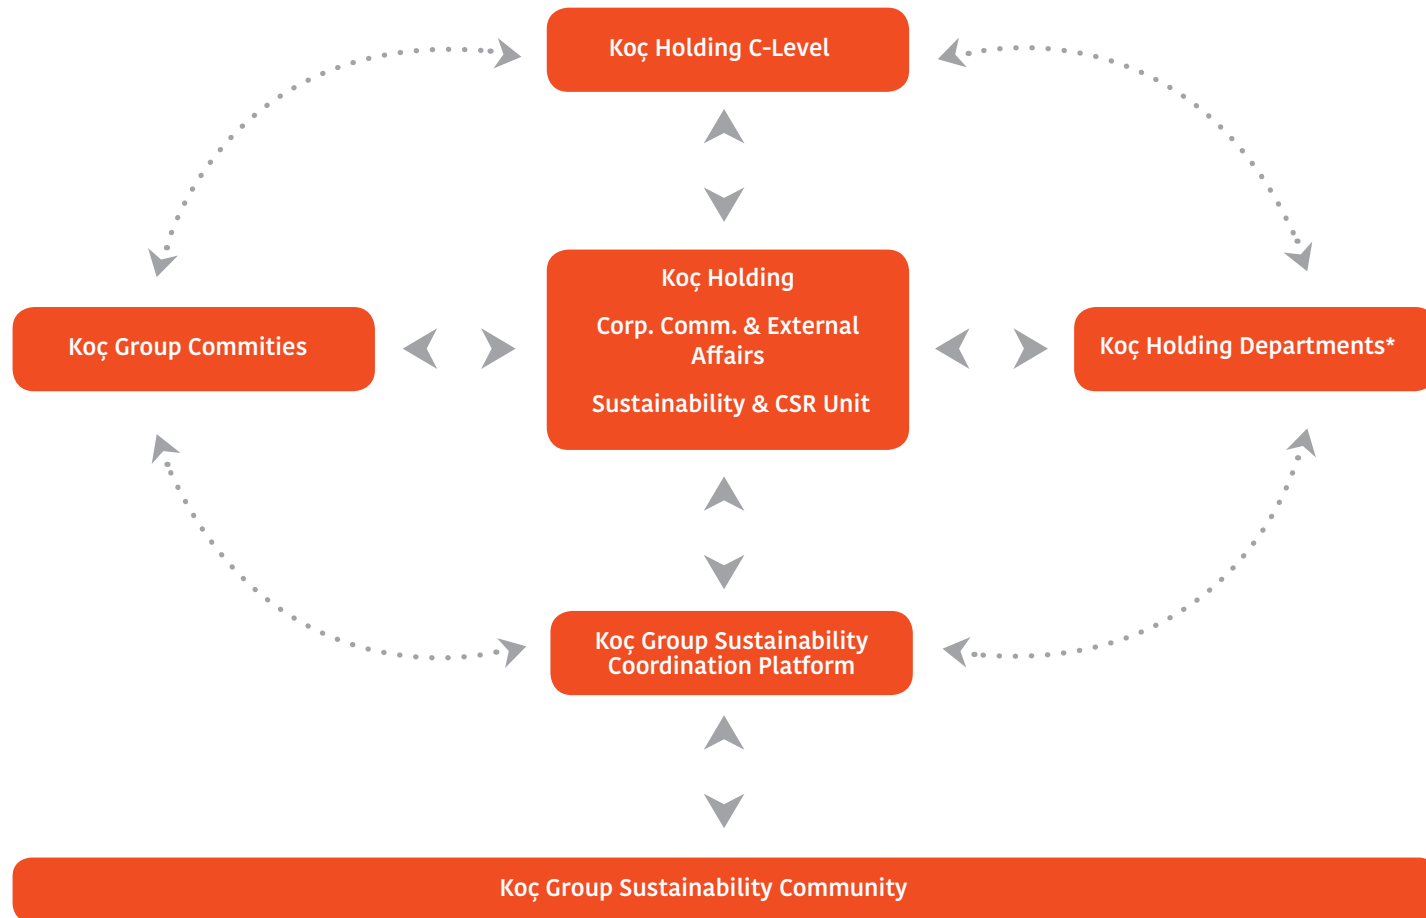 Koç Holding C-Level
Koç Holding
Corp. Comm. & External
Affairs
Sustainability & CSR Unit
Koç Group Commities
Koç Holding Departments*
Koç Group Sustainability
Coordination Platform
Koç Group Sustainability Community